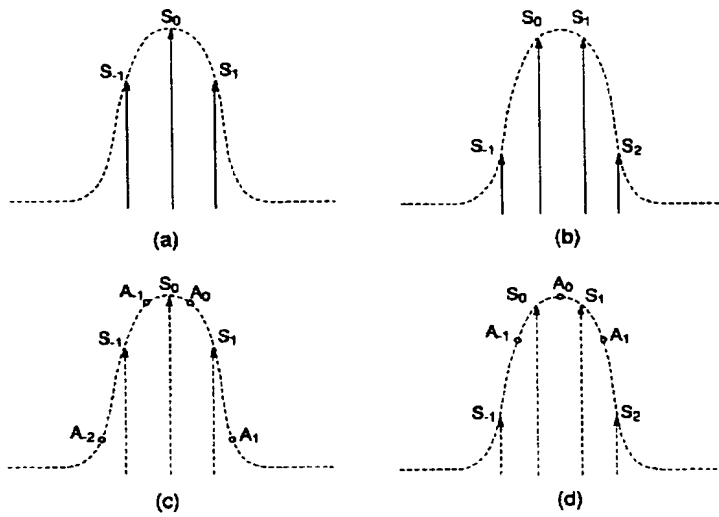 S₀
S₋₁ S₁
(a)
S₀ S₁
S₋₁ S₂
(b)
S₀
A₋₁ A₀
S₋₁ S₁
A₋₂ A₁
(c)
A₀
S₀ S₁
A₋₁ A₁
S₋₁ S₂
(d)